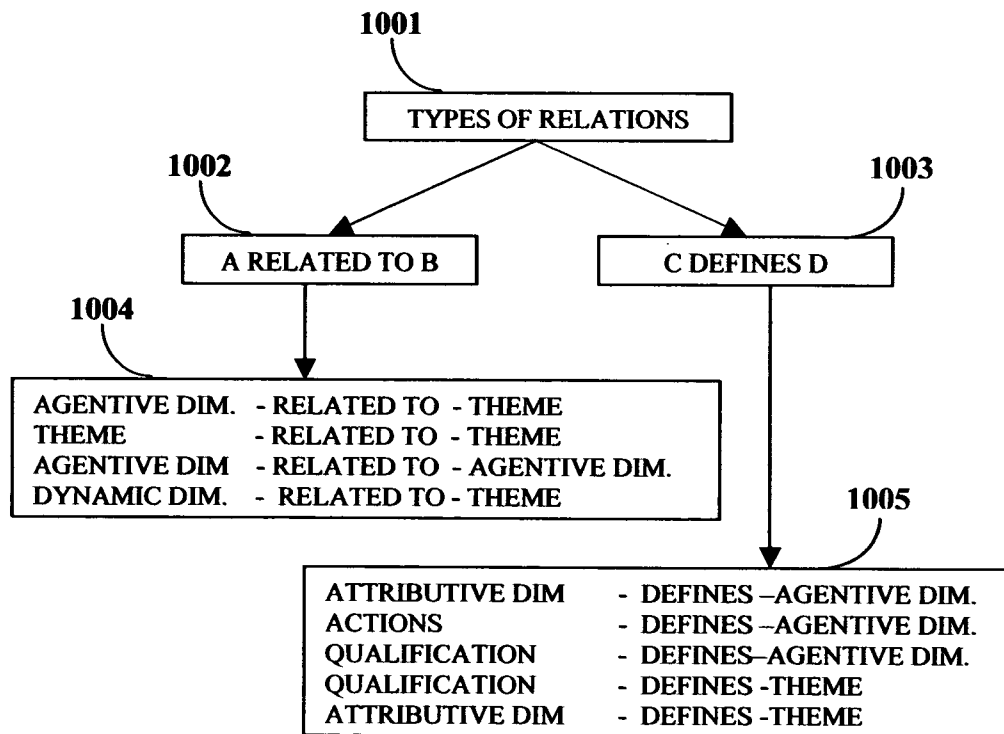 1001
TYPES OF RELATIONS
1002
1003
A RELATED TO B
C DEFINES D
1004
AGENTIVE DIM. - RELATED TO - THEME
THEME - RELATED TO - THEME
AGENTIVE DIM - RELATED TO - AGENTIVE DIM.
DYNAMIC DIM. - RELATED TO - THEME
1005
ATTRIBUTIVE DIM - DEFINES –AGENTIVE DIM.
ACTIONS - DEFINES –AGENTIVE DIM.
QUALIFICATION - DEFINES–AGENTIVE DIM.
QUALIFICATION - DEFINES -THEME
ATTRIBUTIVE DIM - DEFINES -THEME